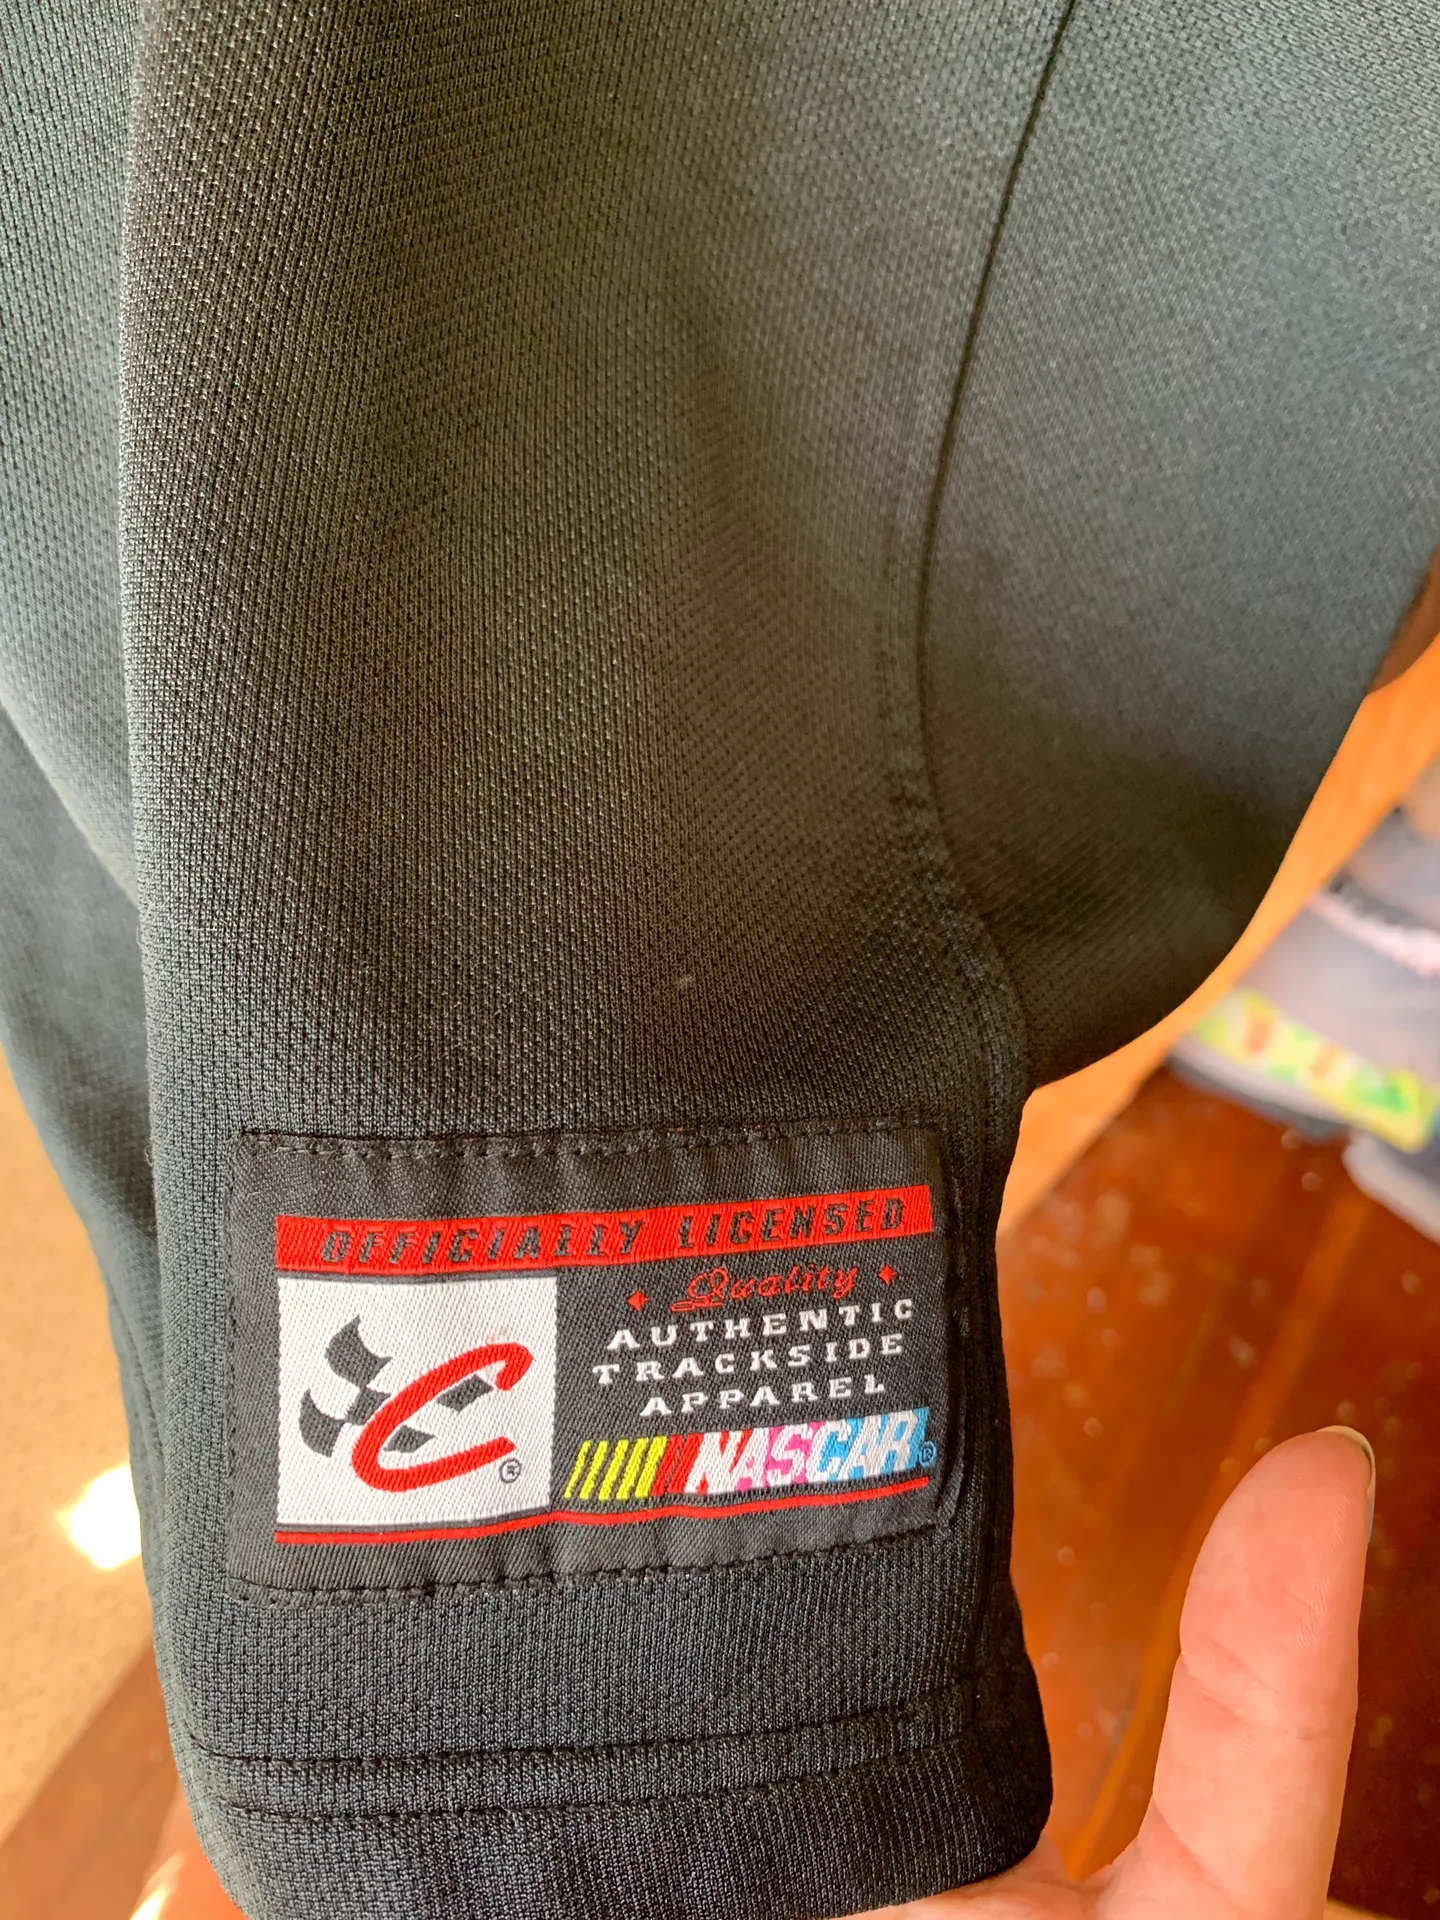 OFFICIALLY LICENSED
Quality
AUTHENTIC
TRACKSIDE
APPAREL
C®
NASCAR®